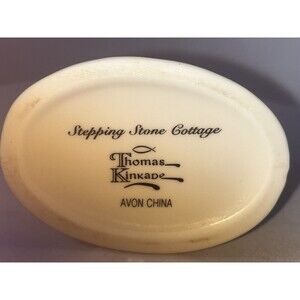 Stepping Stone Cottage
Thomas
Kinkade
AVON CHINA